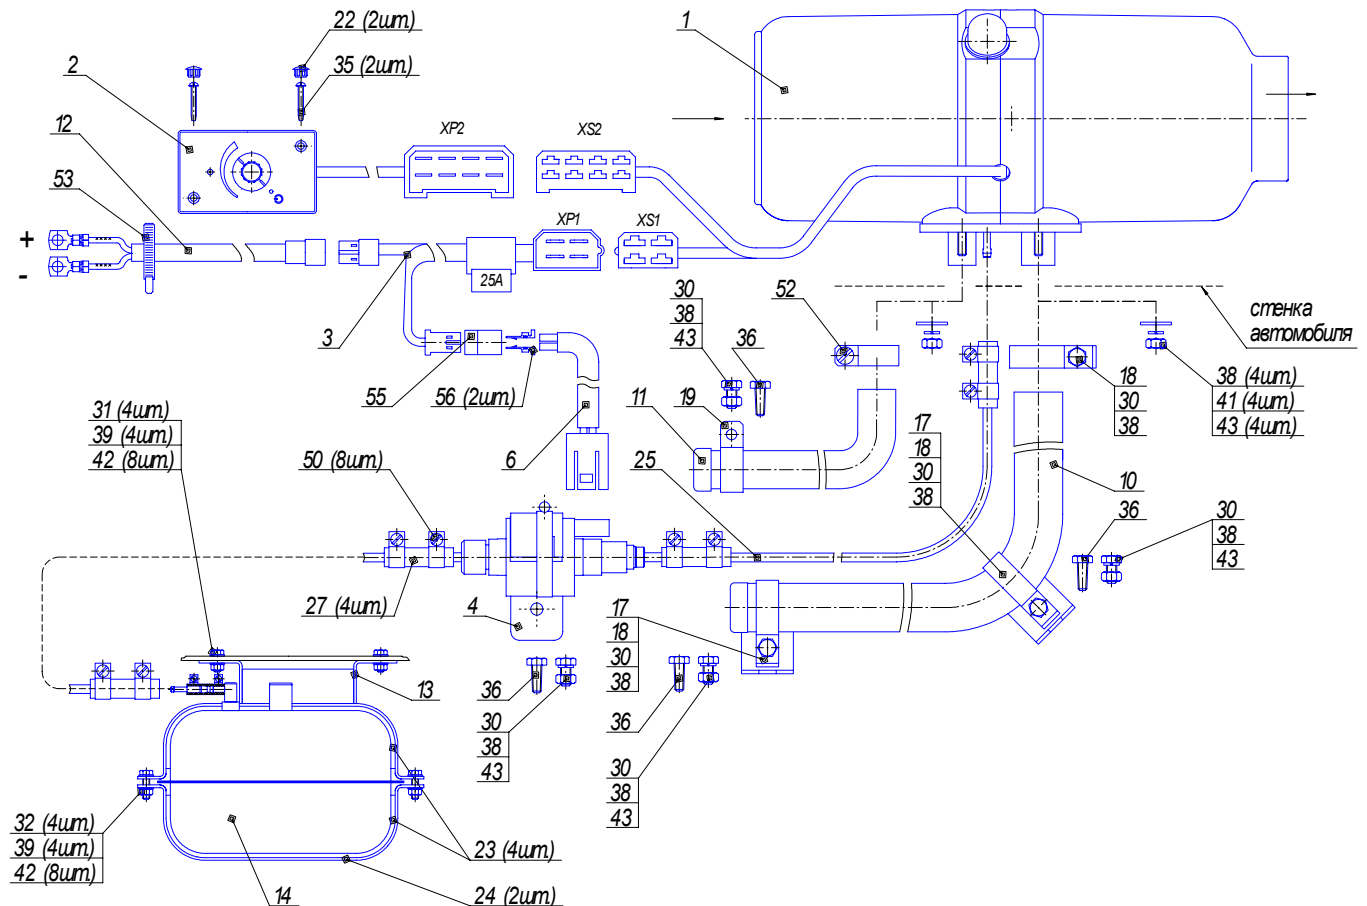 22 (2шт)
1
2
35 (2шт)
12
XP2
XS2
53
XP1
XS1
+
-
25A
3
30
38
43
36
52
стенка
автомобиля
55
56 (2шт)
11
19
18
30
38
38 (4шт)
41 (4шт)
43 (4шт)
31 (4шт)
39 (4шт)
42 (8шт)
50 (8шт)
6
25
17
18
30
38
10
36
30
38
43
27 (4шт)
4
17
18
30
38
13
36
30
38
43
36
30
38
43
32 (4шт)
39 (4шт)
42 (8шт)
23 (4шт)
14
24 (2шт)